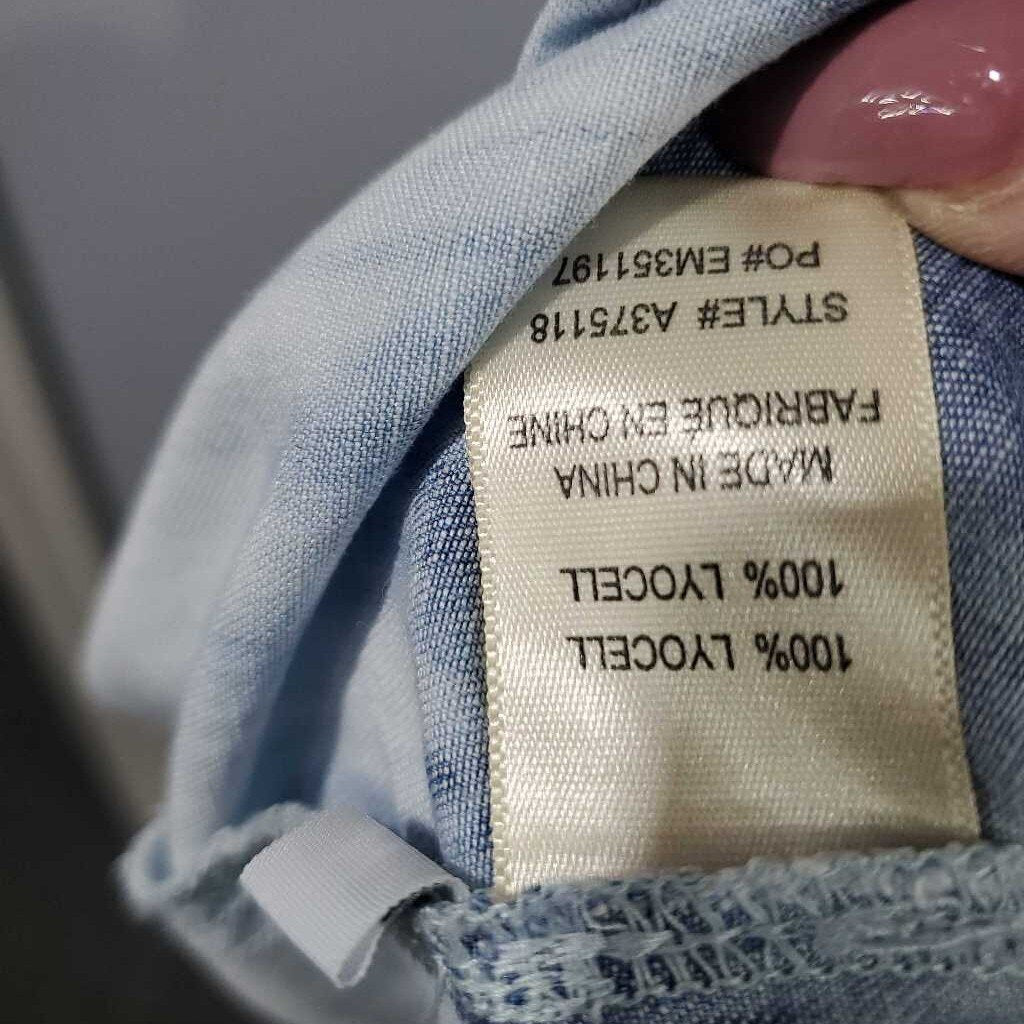 100% LYOCELL
100% LYOCELL
MADE IN CHINA
FABRIQUÉ EN CHINE
STYLE# A375118
PO# EM351197